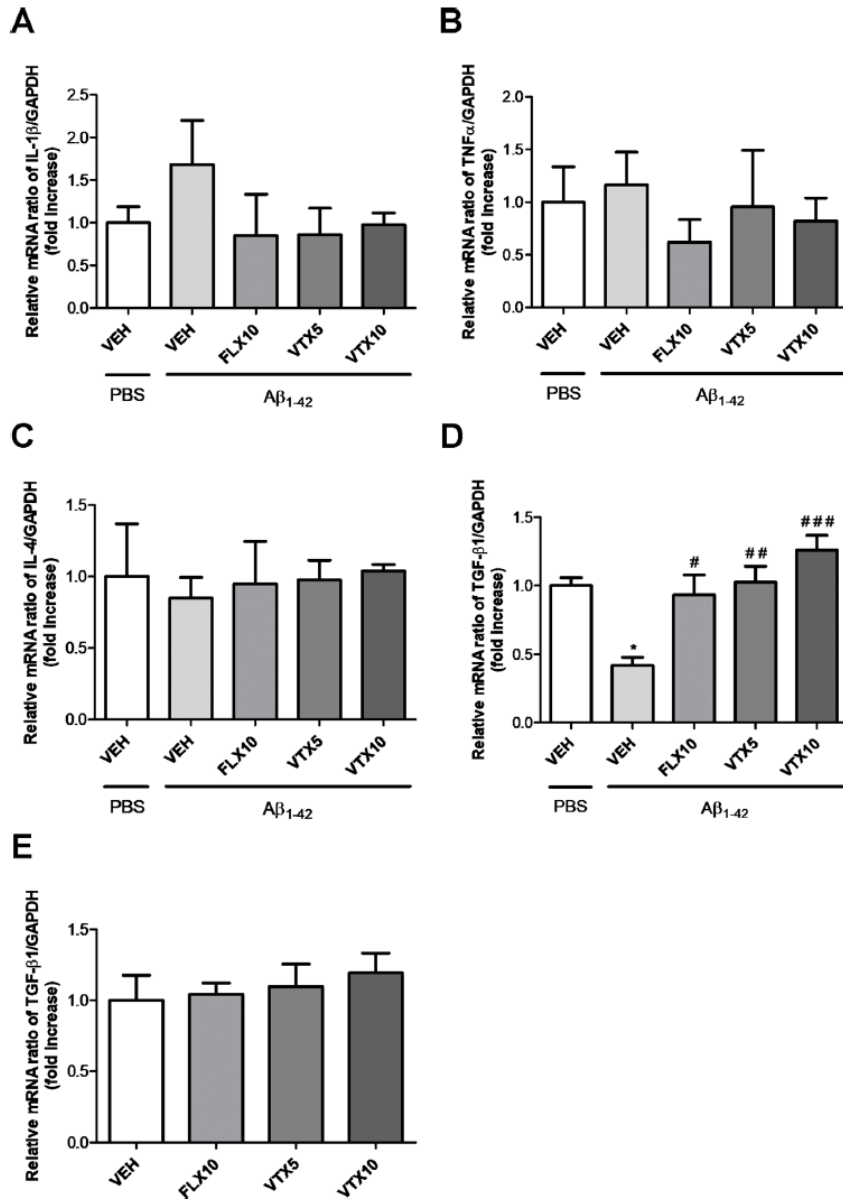 A
Relative mRNA ratio of IL-1β/GAPDH
(fold Increase)
2.5
2.0
1.5
1.0
0.5
0.0
VEH
VEH
FLX10
VTX5
VTX10
PBS
Aβ1-42
B
Relative mRNA ratio of TNFα/GAPDH
(fold Increase)
2.0
1.5
1.0
0.5
0.0
VEH
VEH
FLX10
VTX5
VTX10
PBS
Aβ1-42
C
Relative mRNA ratio of IL-4/GAPDH
(fold Increase)
1.5
1.0
0.5
0.0
VEH
VEH
FLX10
VTX5
VTX10
PBS
Aβ1-42
D
Relative mRNA ratio of TGF-β1/GAPDH
(fold Increase)
1.5
1.0
0.5
0.0
*
#
##
###
VEH
VEH
FLX10
VTX5
VTX10
PBS
Aβ1-42
E
Relative mRNA ratio of TGF-β1/GAPDH
(fold Increase)
1.5
1.0
0.5
0.0
VEH
FLX10
VTX5
VTX10